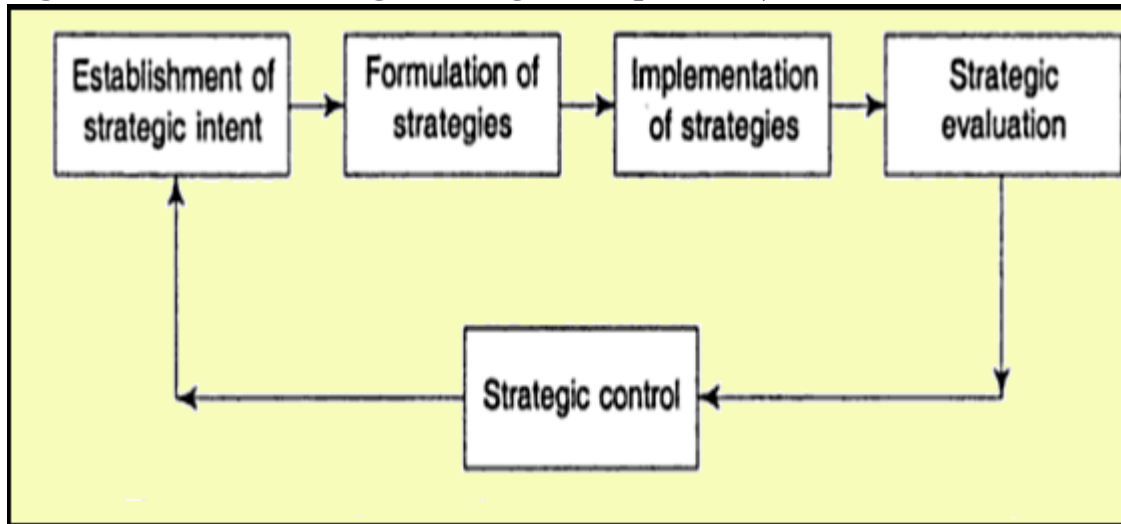 Establishment of
strategic intent
Formulation of
strategies
Implementation
of strategies
Strategic
evaluation
Strategic control